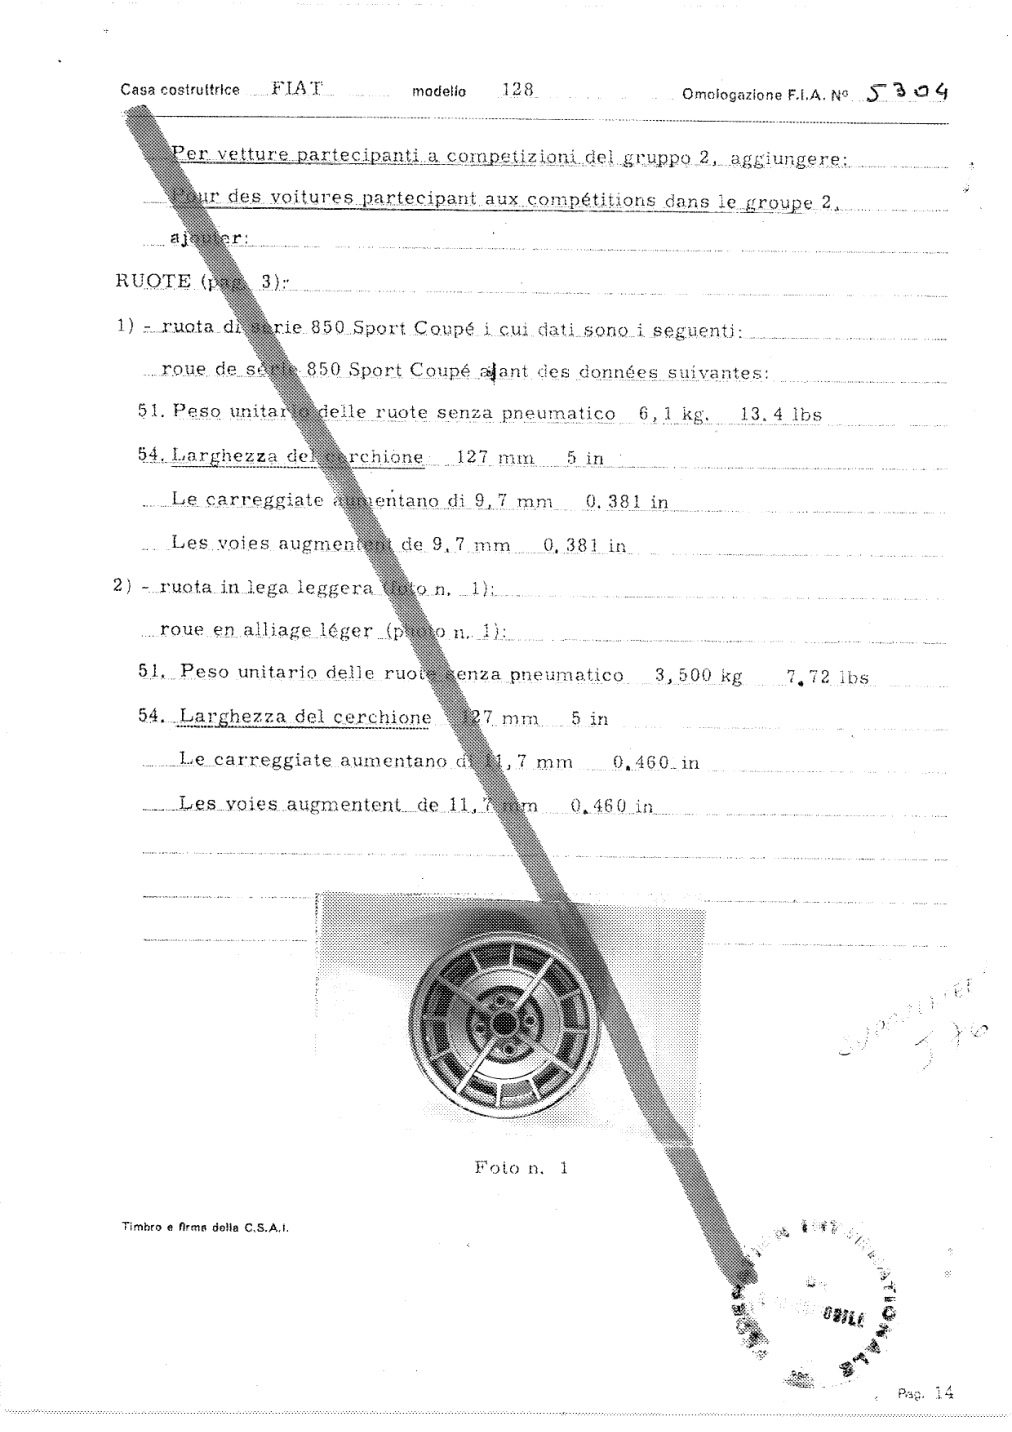 Casa costruttrice FIAT modello 128 Omologazione F.I.A. Nº 5304
Per vetture partecipanti a competizioni del gruppo 2, aggiungere:
Pour des voitures partecipant aux compétitions dans le groupe 2,
ajouter:
RUOTE (pag. 3):
1) - ruota di serie 850 Sport Coupé i cui dati sono i seguenti:
roue de série 850 Sport Coupé ajant des données suivantes:
51. Peso unitario delle ruote senza pneumatico 6,1 kg. 13.4 lbs
54. Larghezza del cerchione 127 mm 5 in
Le carreggiate aumentano di 9,7 mm 0.381 in
Les voies augmentent de 9,7 mm 0,381 in
2) - ruota in lega leggera (foto n. 1):
roue en alliage léger (photo n. 1):
51. Peso unitario delle ruote senza pneumatico 3,500 kg 7.72 lbs
54. Larghezza del cerchione 127 mm 5 in
Le carreggiate aumentano di 11,7 mm 0.460 in
Les voies augmentent de 11,7 mm 0.460 in
J 76
Foto n. 1
Timbro e firma della C.S.A.I.
Pag. 14